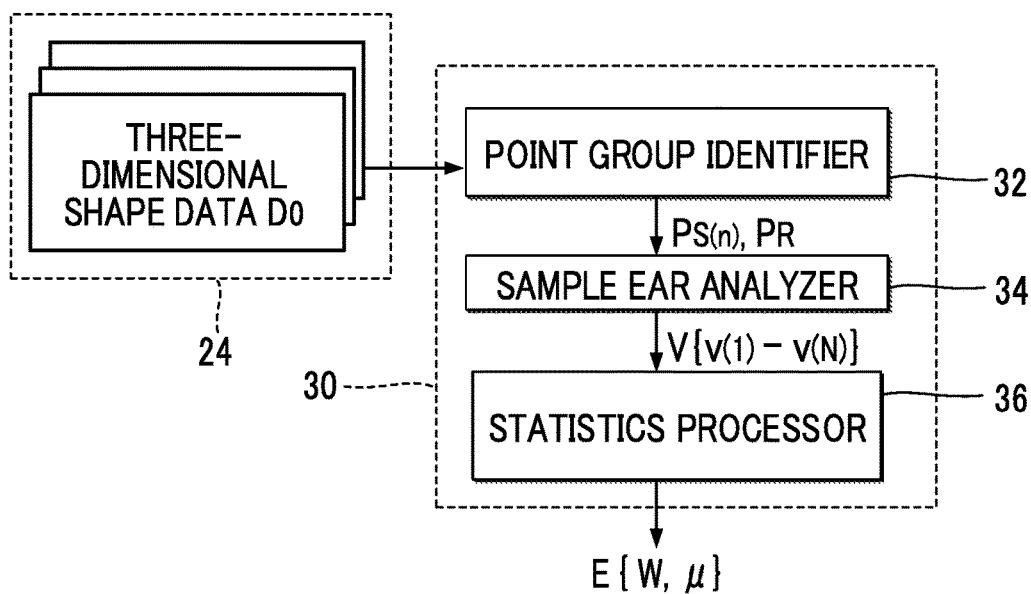 THREE-
DIMENSIONAL
SHAPE DATA D0
24
POINT GROUP IDENTIFIER
32
PS(n), PR
SAMPLE EAR ANALYZER
34
V{v(1) – v(N)}
30
STATISTICS PROCESSOR
36
E{W, μ}